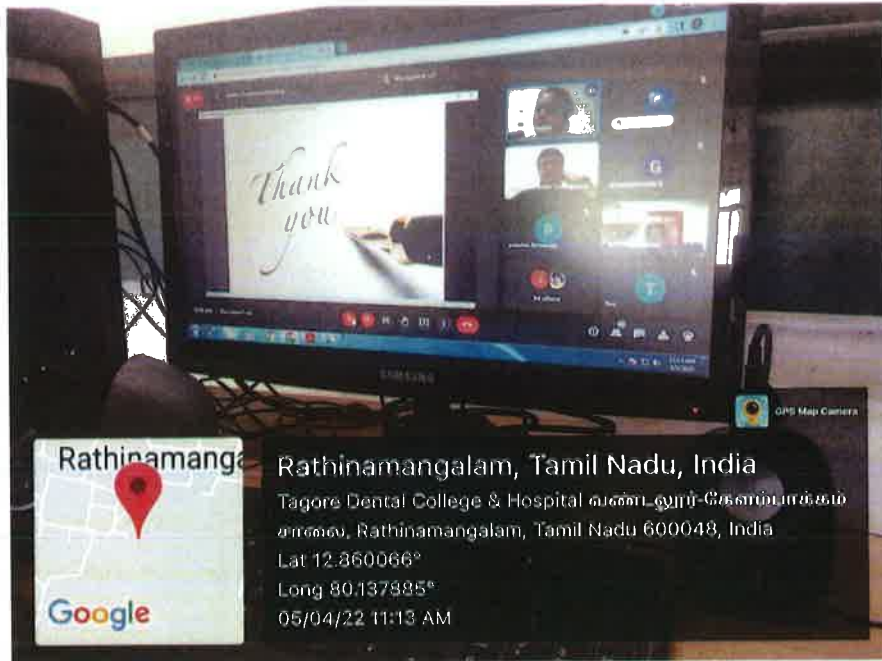 Thank
you
P
G
P
T
SAMSUNG
GPS Map Camera
Rathinamanga
Google
Rathinamangalam, Tamil Nadu, India
Tagore Dental College & Hospital வண்டலூர்-கேளம்பாக்கம்
சாலை, Rathinamangalam, Tamil Nadu 600048, India
Lat 12.860066°
Long 80.137885°
05/04/22 11:13 AM